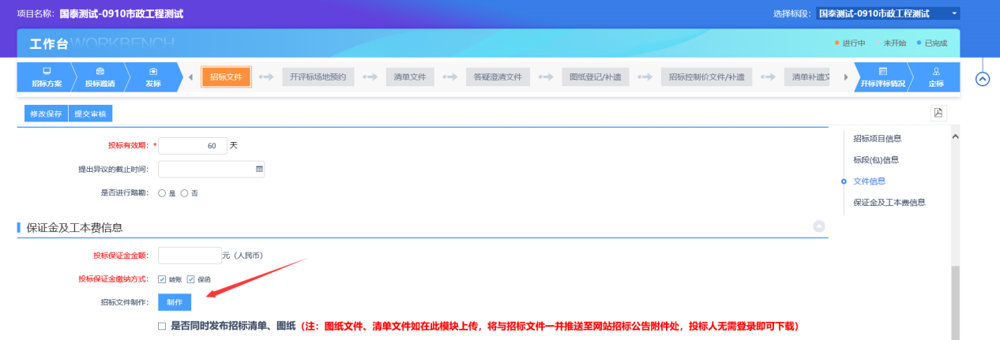 项目名称: 国泰测试-0910市政工程测试
选择标段: 国泰测试-0910市政工程测试
工作台WORKBENCH
进行中 未开始 已完成
招标方案 投标邀请 发标 招标文件 开评标场地预约 清单文件 答疑澄清文件 图纸登记/补遗 招标控制价文件/补遗 清单补遗文 开标评标情况 定标
修改保存 提交审核
招标项目信息
标段(包)信息
文件信息
保证金及工本费信息
投标有效期: * 60 天
提出异议的截止时间:
是否进行踏勘: 是 否
保证金及工本费信息
投标保证金金额: 元（人民币）
投标保证金缴纳方式: 转账 保函
招标文件制作: 制作
是否同时发布招标清单、图纸（注：图纸文件、清单文件如在此模块上传，将与招标文件一并推送至网站招标公告附件处，投标人无需登录即可下载）